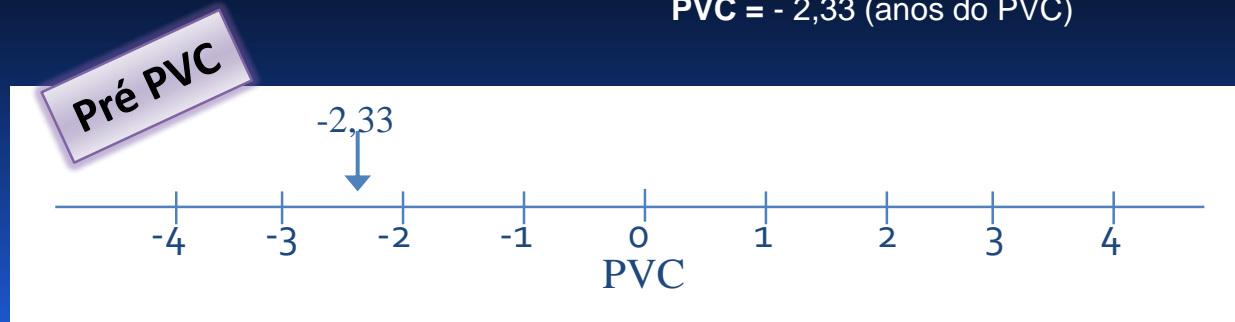 PVC = - 2,33 (anos do PVC)
Pré PVC
-2,33
-4 -3 -2 -1 0 1 2 3 4
PVC